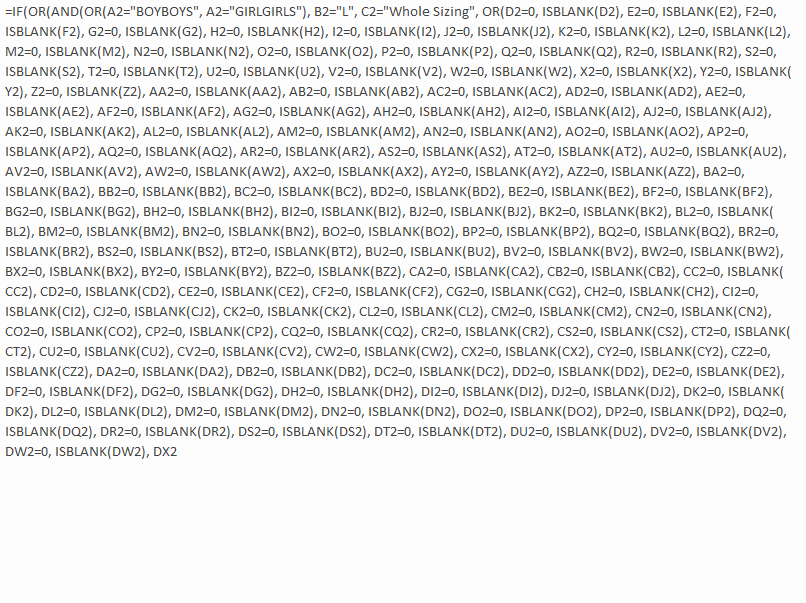 =IF(OR(AND(OR(A2="BOYBOYS", A2="GIRLGIRLS"), B2="L", C2="Whole Sizing", OR(D2=0, ISBLANK(D2), E2=0, ISBLANK(E2), F2=0,
ISBLANK(F2), G2=0, ISBLANK(G2), H2=0, ISBLANK(H2), I2=0, ISBLANK(I2), J2=0, ISBLANK(J2), K2=0, ISBLANK(K2), L2=0, ISBLANK(L2),
M2=0, ISBLANK(M2), N2=0, ISBLANK(N2), O2=0, ISBLANK(O2), P2=0, ISBLANK(P2), Q2=0, ISBLANK(Q2), R2=0, ISBLANK(R2), S2=0,
ISBLANK(S2), T2=0, ISBLANK(T2), U2=0, ISBLANK(U2), V2=0, ISBLANK(V2), W2=0, ISBLANK(W2), X2=0, ISBLANK(X2), Y2=0, ISBLANK(
Y2), Z2=0, ISBLANK(Z2), AA2=0, ISBLANK(AA2), AB2=0, ISBLANK(AB2), AC2=0, ISBLANK(AC2), AD2=0, ISBLANK(AD2), AE2=0,
ISBLANK(AE2), AF2=0, ISBLANK(AF2), AG2=0, ISBLANK(AG2), AH2=0, ISBLANK(AH2), AI2=0, ISBLANK(AI2), AJ2=0, ISBLANK(AJ2),
AK2=0, ISBLANK(AK2), AL2=0, ISBLANK(AL2), AM2=0, ISBLANK(AM2), AN2=0, ISBLANK(AN2), AO2=0, ISBLANK(AO2), AP2=0,
ISBLANK(AP2), AQ2=0, ISBLANK(AQ2), AR2=0, ISBLANK(AR2), AS2=0, ISBLANK(AS2), AT2=0, ISBLANK(AT2), AU2=0, ISBLANK(AU2),
AV2=0, ISBLANK(AV2), AW2=0, ISBLANK(AW2), AX2=0, ISBLANK(AX2), AY2=0, ISBLANK(AY2), AZ2=0, ISBLANK(AZ2), BA2=0,
ISBLANK(BA2), BB2=0, ISBLANK(BB2), BC2=0, ISBLANK(BC2), BD2=0, ISBLANK(BD2), BE2=0, ISBLANK(BE2), BF2=0, ISBLANK(BF2),
BG2=0, ISBLANK(BG2), BH2=0, ISBLANK(BH2), BI2=0, ISBLANK(BI2), BJ2=0, ISBLANK(BJ2), BK2=0, ISBLANK(BK2), BL2=0, ISBLANK(
BL2), BM2=0, ISBLANK(BM2), BN2=0, ISBLANK(BN2), BO2=0, ISBLANK(BO2), BP2=0, ISBLANK(BP2), BQ2=0, ISBLANK(BQ2), BR2=0,
ISBLANK(BR2), BS2=0, ISBLANK(BS2), BT2=0, ISBLANK(BT2), BU2=0, ISBLANK(BU2), BV2=0, ISBLANK(BV2), BW2=0, ISBLANK(BW2),
BX2=0, ISBLANK(BX2), BY2=0, ISBLANK(BY2), BZ2=0, ISBLANK(BZ2), CA2=0, ISBLANK(CA2), CB2=0, ISBLANK(CB2), CC2=0, ISBLANK(
CC2), CD2=0, ISBLANK(CD2), CE2=0, ISBLANK(CE2), CF2=0, ISBLANK(CF2), CG2=0, ISBLANK(CG2), CH2=0, ISBLANK(CH2), CI2=0,
ISBLANK(CI2), CJ2=0, ISBLANK(CJ2), CK2=0, ISBLANK(CK2), CL2=0, ISBLANK(CL2), CM2=0, ISBLANK(CM2), CN2=0, ISBLANK(CN2),
CO2=0, ISBLANK(CO2), CP2=0, ISBLANK(CP2), CQ2=0, ISBLANK(CQ2), CR2=0, ISBLANK(CR2), CS2=0, ISBLANK(CS2), CT2=0, ISBLANK(
CT2), CU2=0, ISBLANK(CU2), CV2=0, ISBLANK(CV2), CW2=0, ISBLANK(CW2), CX2=0, ISBLANK(CX2), CY2=0, ISBLANK(CY2), CZ2=0,
ISBLANK(CZ2), DA2=0, ISBLANK(DA2), DB2=0, ISBLANK(DB2), DC2=0, ISBLANK(DC2), DD2=0, ISBLANK(DD2), DE2=0, ISBLANK(DE2),
DF2=0, ISBLANK(DF2), DG2=0, ISBLANK(DG2), DH2=0, ISBLANK(DH2), DI2=0, ISBLANK(DI2), DJ2=0, ISBLANK(DJ2), DK2=0, ISBLANK(
DK2), DL2=0, ISBLANK(DL2), DM2=0, ISBLANK(DM2), DN2=0, ISBLANK(DN2), DO2=0, ISBLANK(DO2), DP2=0, ISBLANK(DP2), DQ2=0,
ISBLANK(DQ2), DR2=0, ISBLANK(DR2), DS2=0, ISBLANK(DS2), DT2=0, ISBLANK(DT2), DU2=0, ISBLANK(DU2), DV2=0, ISBLANK(DV2),
DW2=0, ISBLANK(DW2), DX2